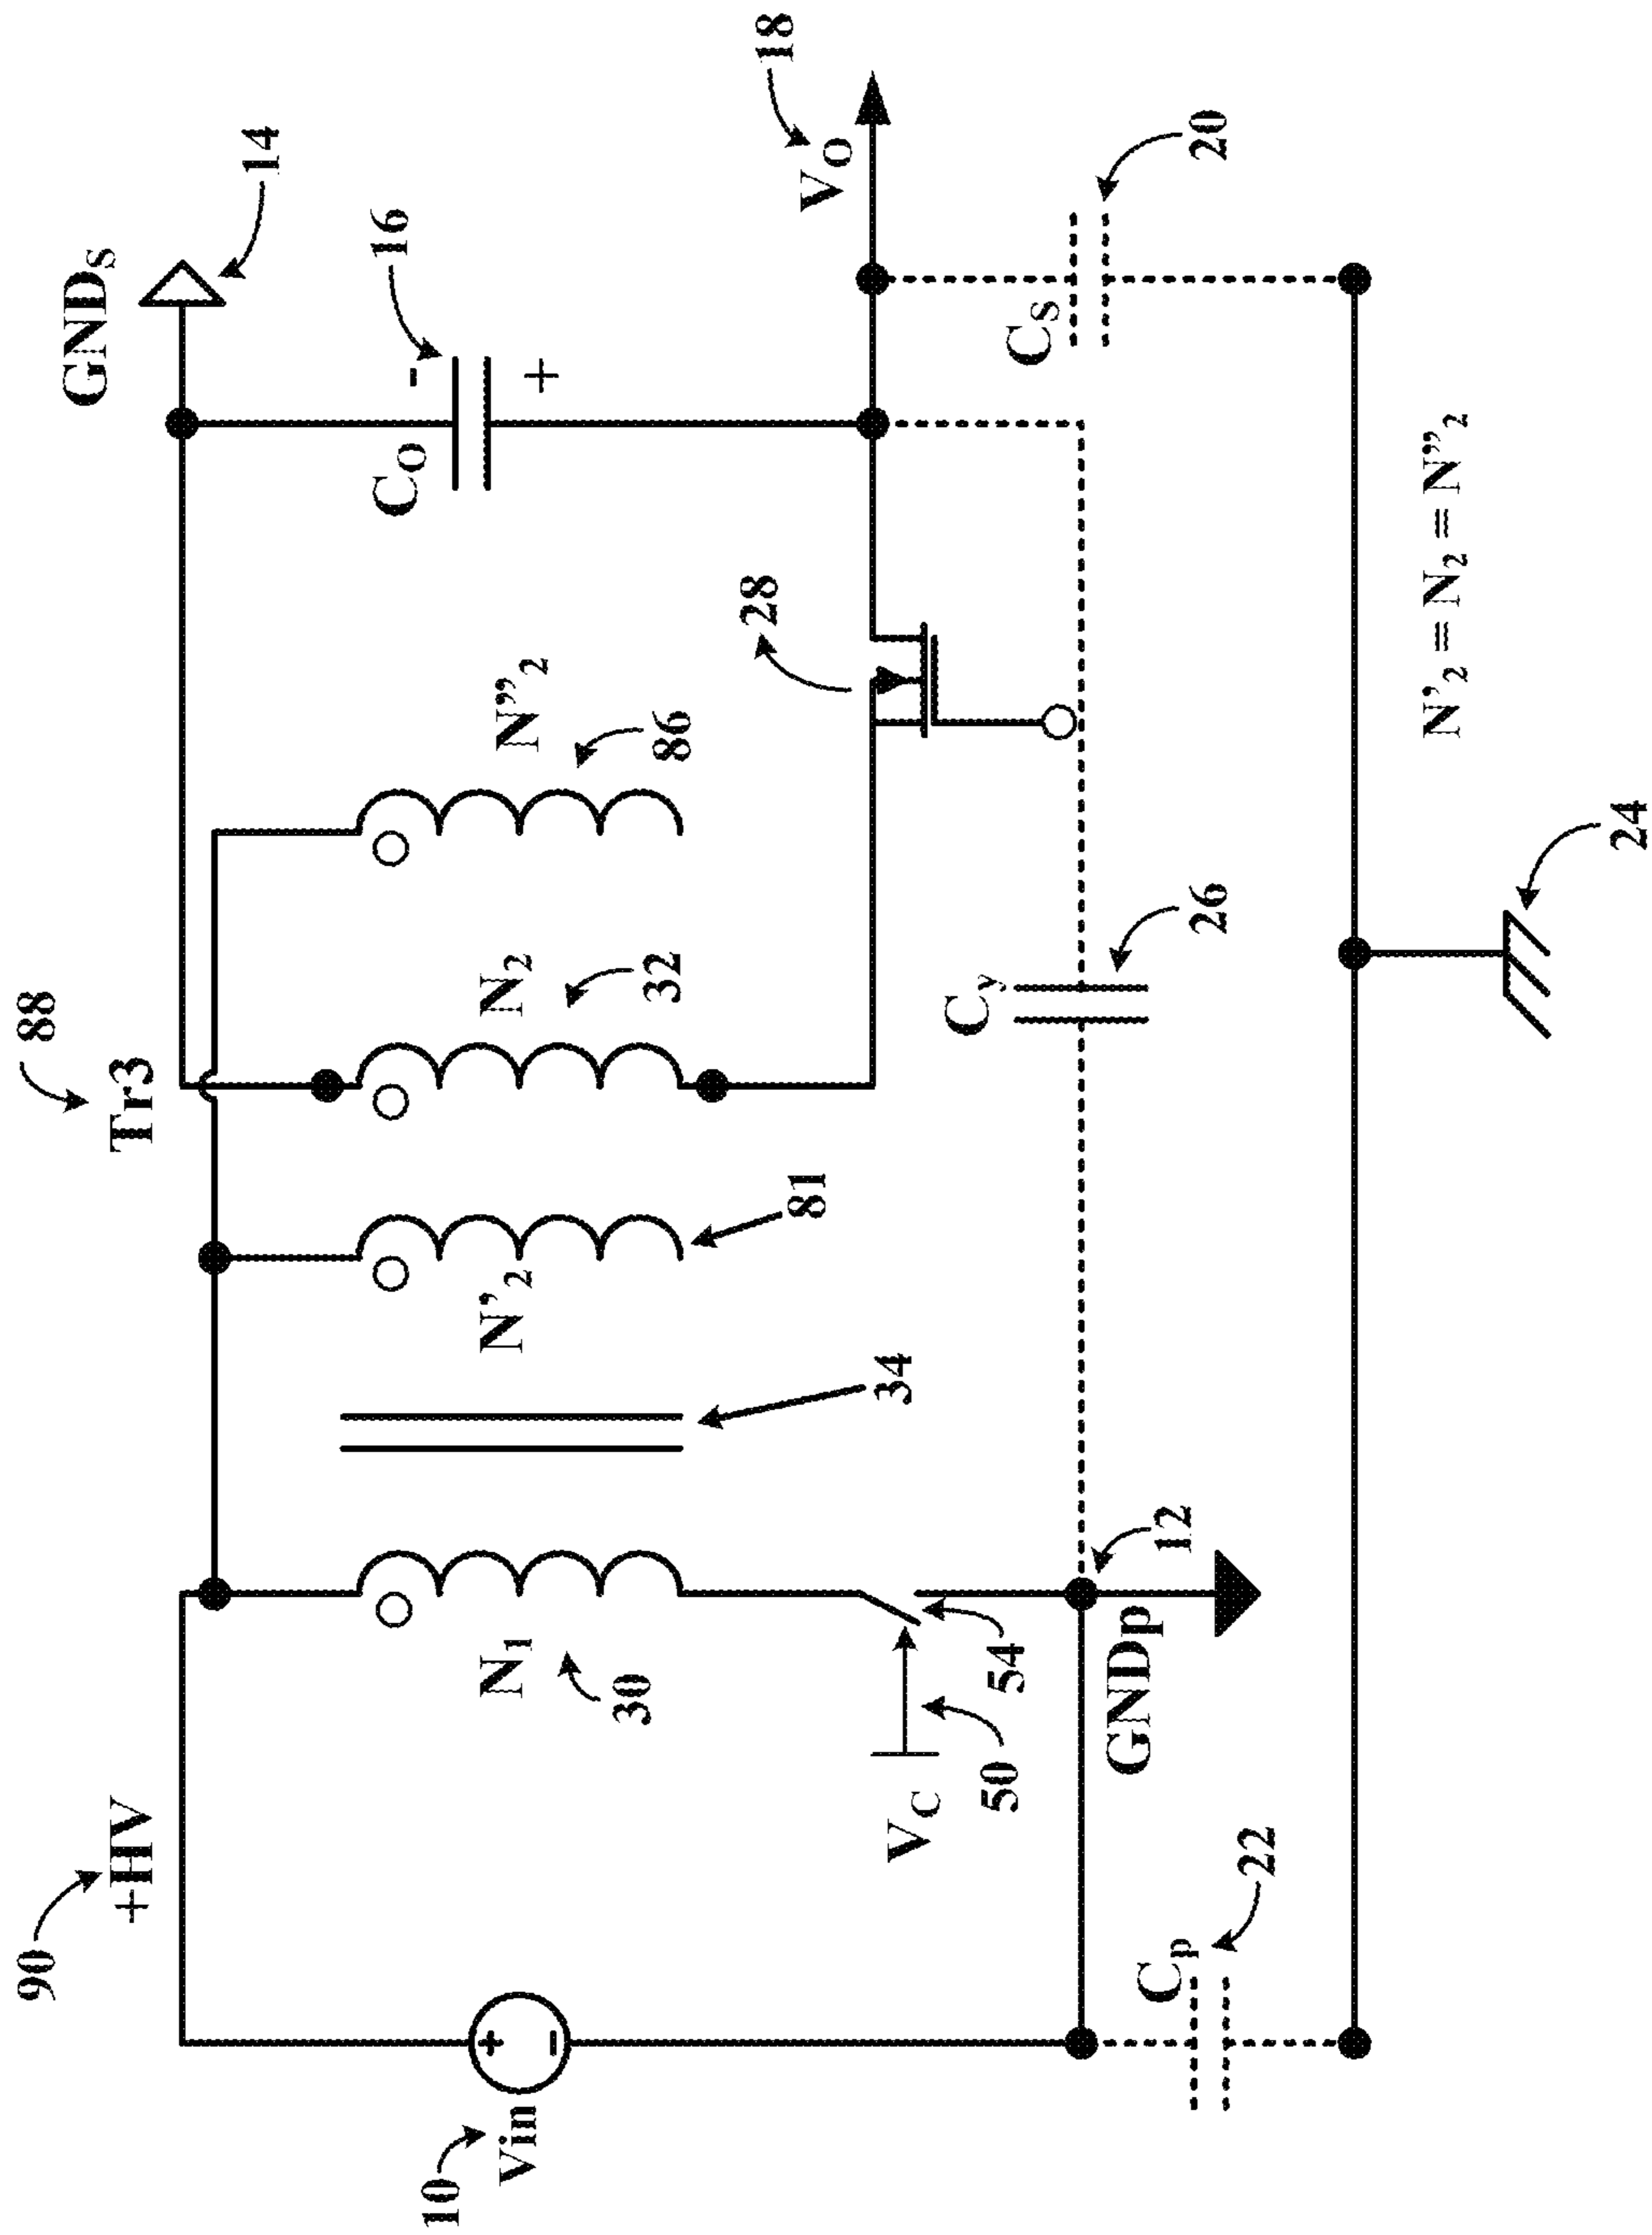 90
+HV
88
Tr3
GNDS
14
10
Vin
+
-
N1
30
N'2
81
N2
32
N"2
86
CO
16
-
+
34
28
VO
18
VC
50
54
Cy
26
CS
20
GNDp
12
Cp
22
24
N'2 = N2 = N"2